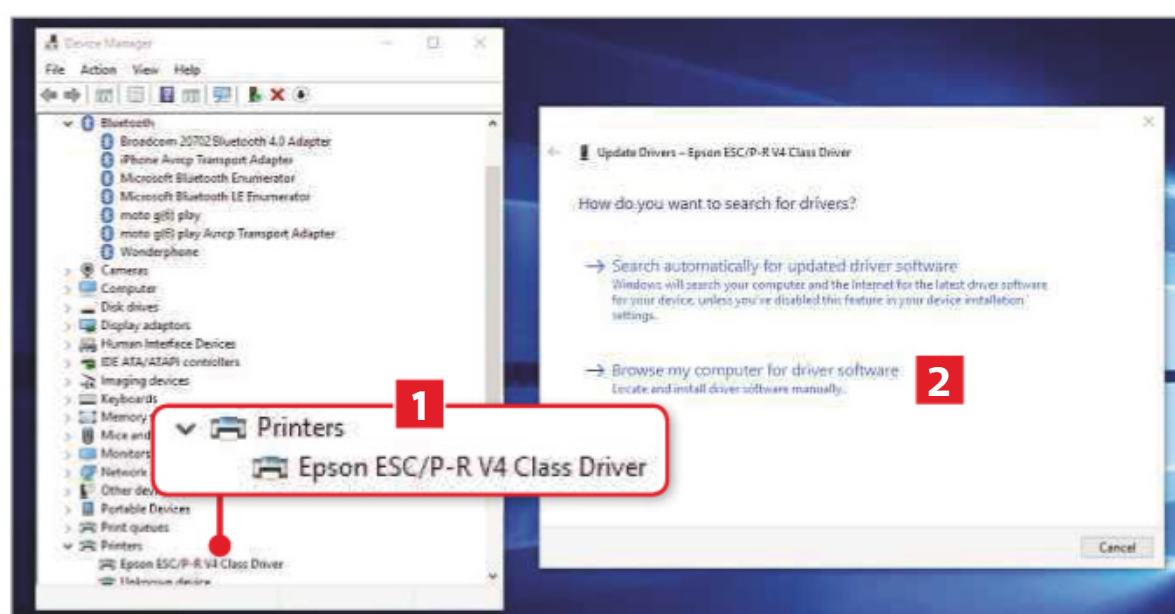 Device Manager
File Action View Help
Bluetooth
Broadcom 20702 Bluetooth 4.0 Adapter
iPhone Avrcp Transport Adapter
Microsoft Bluetooth Enumerator
Microsoft Bluetooth LE Enumerator
moto g(6) play
moto g(6) play Avrcp Transport Adapter
Wonderphone
Cameras
Computer
Disk drives
Display adaptors
Human Interface Devices
IDE ATA/ATAPI controllers
Imaging devices
Keyboards
Memory
Mice and
Monitors
Network
Other
Portable Devices
Print queues
Printers
Epson ESC/P-R V4 Class Driver
Unknown device
1
Printers
Epson ESC/P-R V4 Class Driver
Update Drivers – Epson ESC/P-R V4 Class Driver
How do you want to search for drivers?
Search automatically for updated driver software
Windows will search your computer and the Internet for the latest driver software
for your device, unless you've disabled this feature in your device installation
settings.
Browse my computer for driver software
Locate and install driver software manually.
2
Cancel